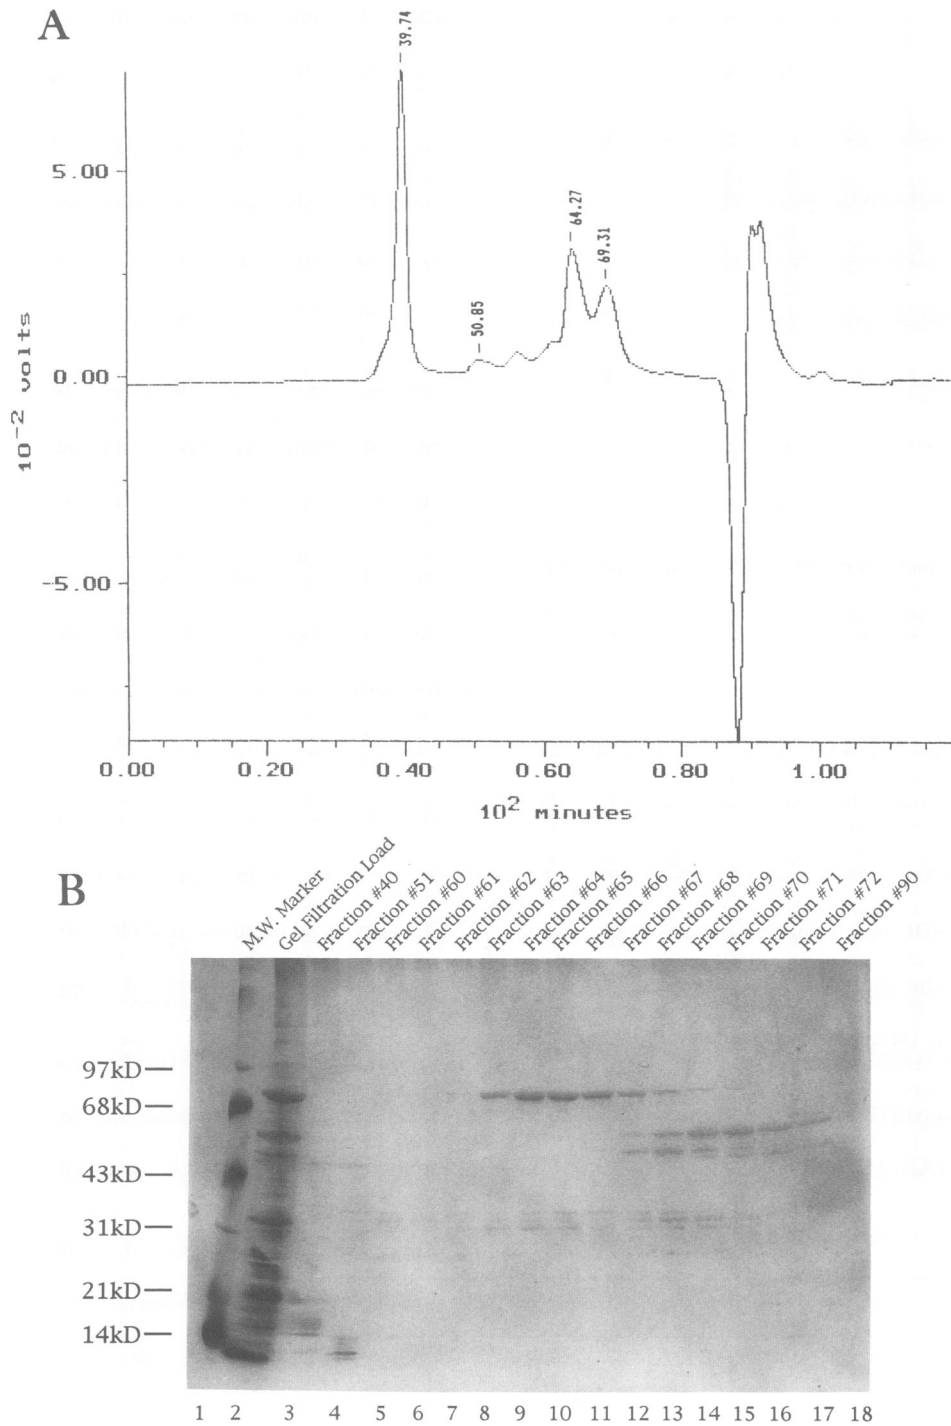 A
39.74
64.27
69.31
50.85
5.00
0.00
-5.00
10-2 volts
0.00 0.20 0.40 0.60 0.80 1.00
10² minutes
B
M.W. Marker
Gel Filtration Load
Fraction #40
Fraction #51
Fraction #60
Fraction #61
Fraction #62
Fraction #63
Fraction #64
Fraction #65
Fraction #66
Fraction #67
Fraction #68
Fraction #69
Fraction #70
Fraction #71
Fraction #72
Fraction #90
97kD
68kD
43kD
31kD
21kD
14kD
1 2 3 4 5 6 7 8 9 10 11 12 13 14 15 16 17 18